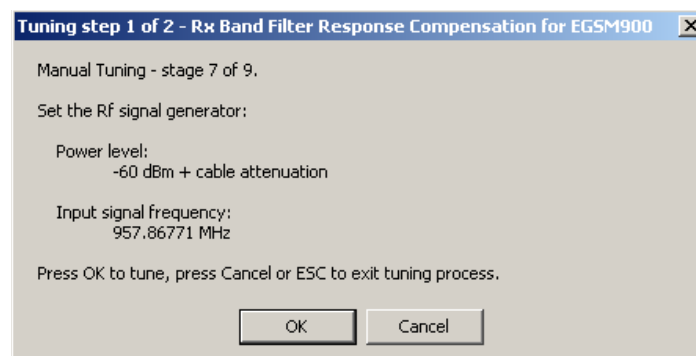 Tuning step 1 of 2 - Rx Band Filter Response Compensation for EGSM900
Manual Tuning - stage 7 of 9.
Set the Rf signal generator:
Power level:
-60 dBm + cable attenuation
Input signal frequency:
957.86771 MHz
Press OK to tune, press Cancel or ESC to exit tuning process.
OK
Cancel